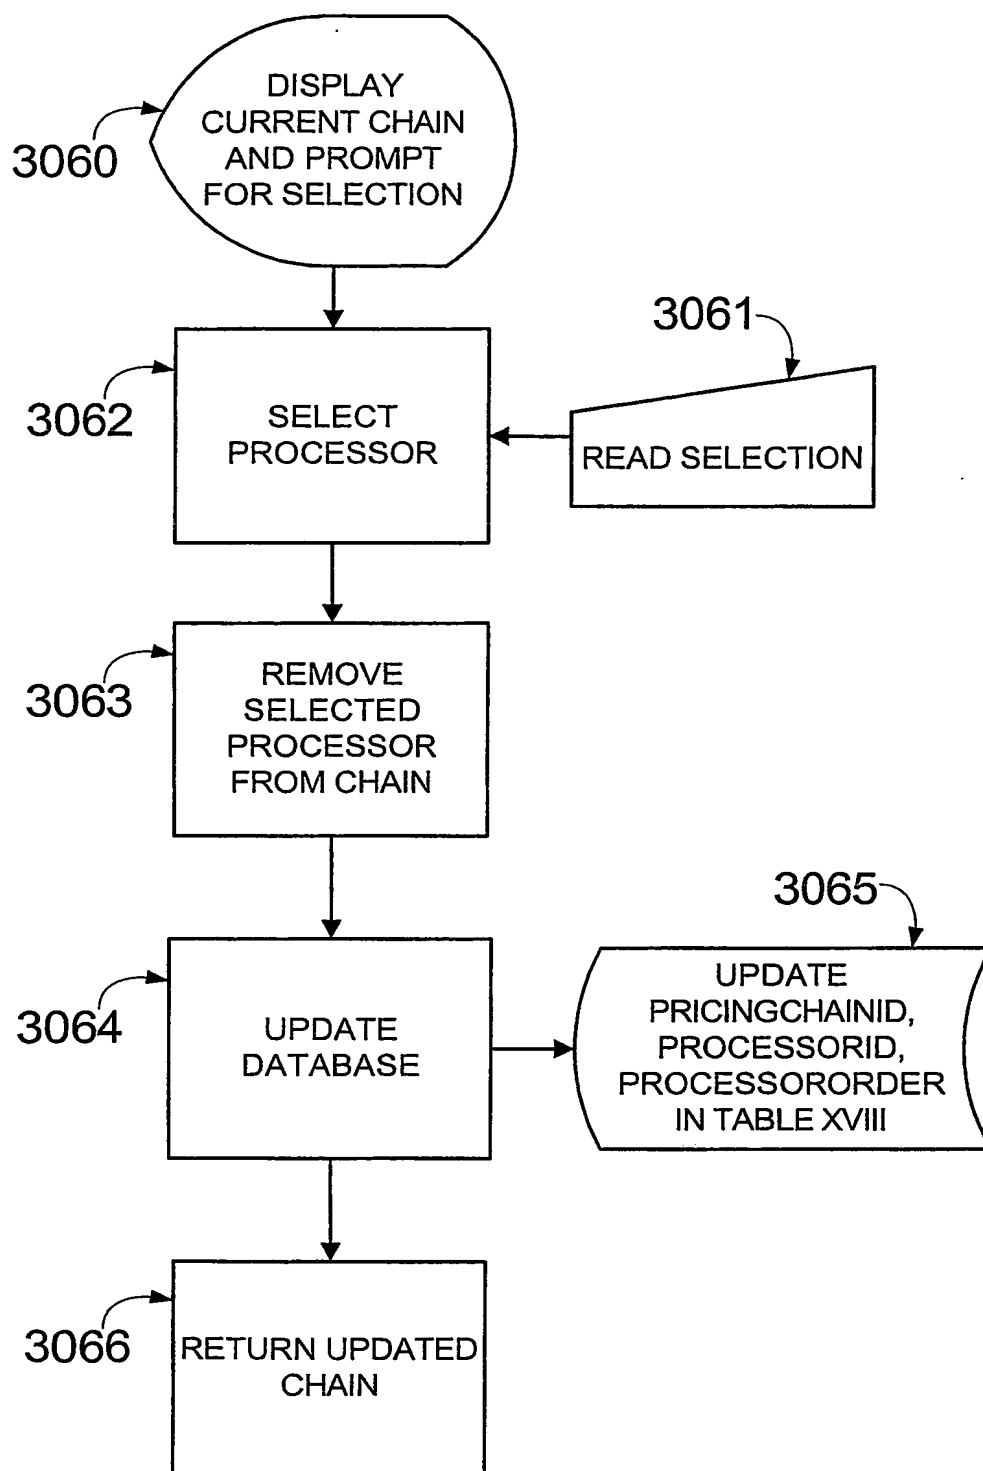 DISPLAY
CURRENT CHAIN
AND PROMPT
FOR SELECTION
3060
3061
3062
SELECT
PROCESSOR
READ SELECTION
3063
REMOVE
SELECTED
PROCESSOR
FROM CHAIN
3065
3064
UPDATE
DATABASE
UPDATE
PRICINGCHAINID,
PROCESSORID,
PROCESSORORDER
IN TABLE XVIII
3066
RETURN UPDATED
CHAIN